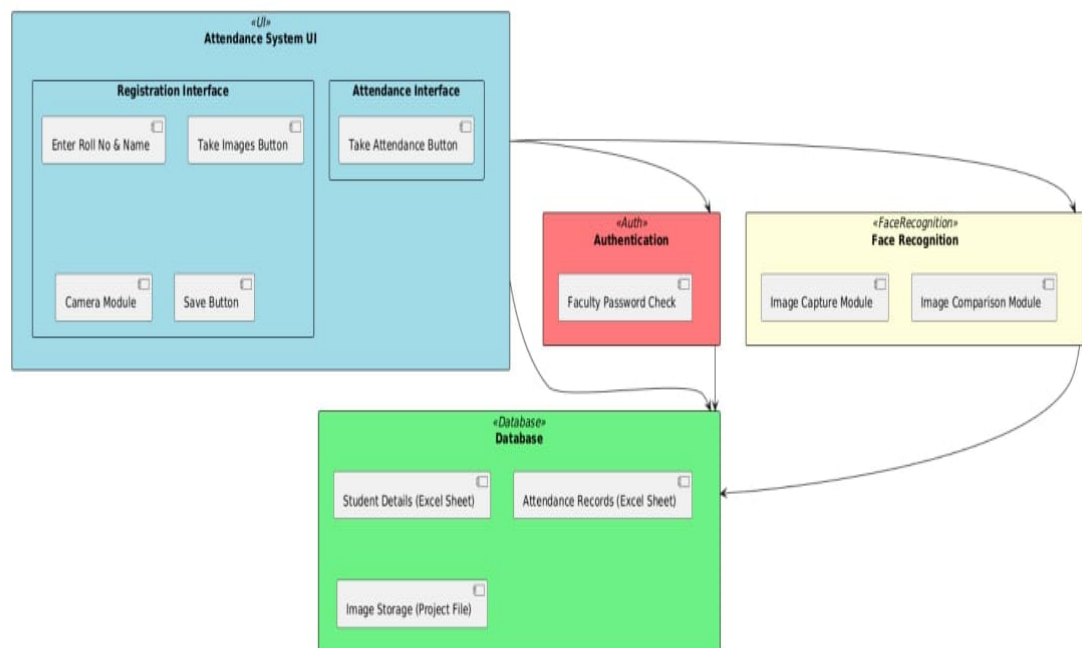 «UI»
Attendance System UI
Registration Interface
Attendance Interface
Enter Roll No & Name
Take Images Button
Take Attendance Button
Camera Module
Save Button
«Auth»
Authentication
Faculty Password Check
«FaceRecognition»
Face Recognition
Image Capture Module
Image Comparison Module
«Database»
Database
Student Details (Excel Sheet)
Attendance Records (Excel Sheet)
Image Storage (Project File)